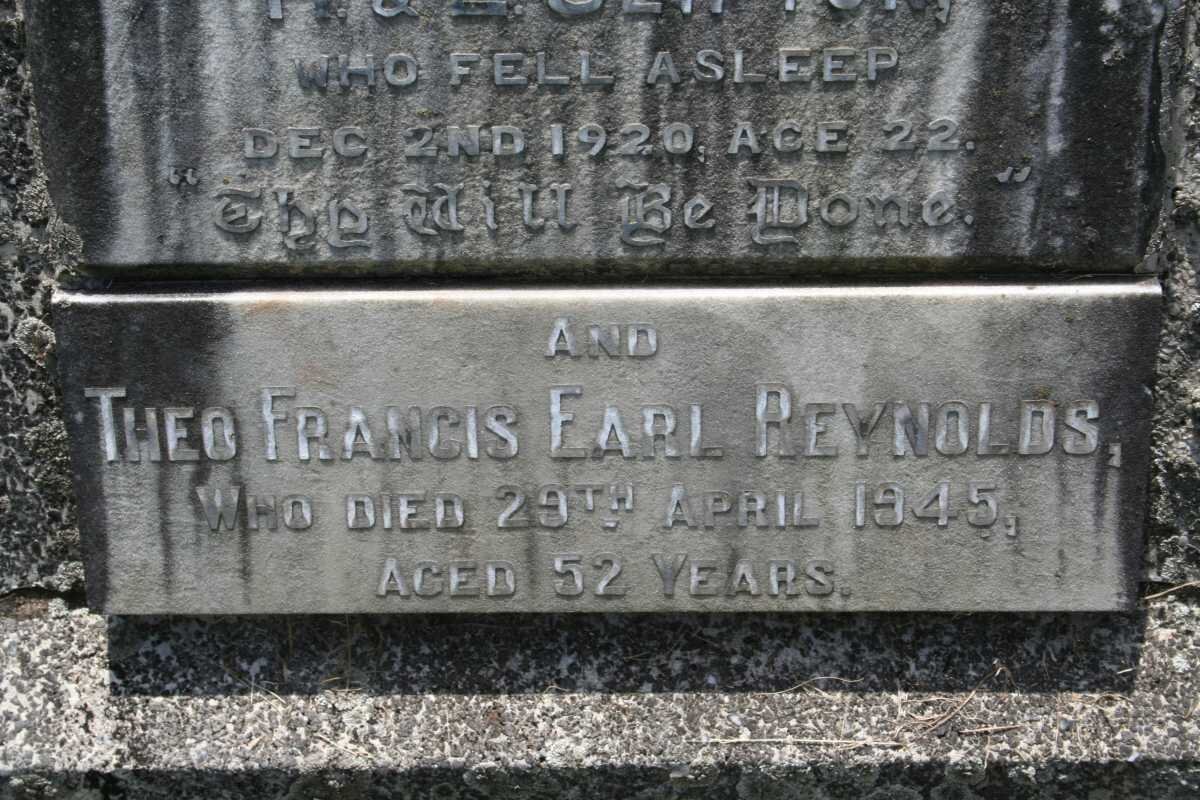 & E. CLIFTON,
WHO FELL ASLEEP
DEC 2ND 1920, AGE 22.
"Thy Will Be Done."
AND
THEO FRANCIS EARL REYNOLDS,
WHO DIED 29TH APRIL 1945,
AGED 52 YEARS.